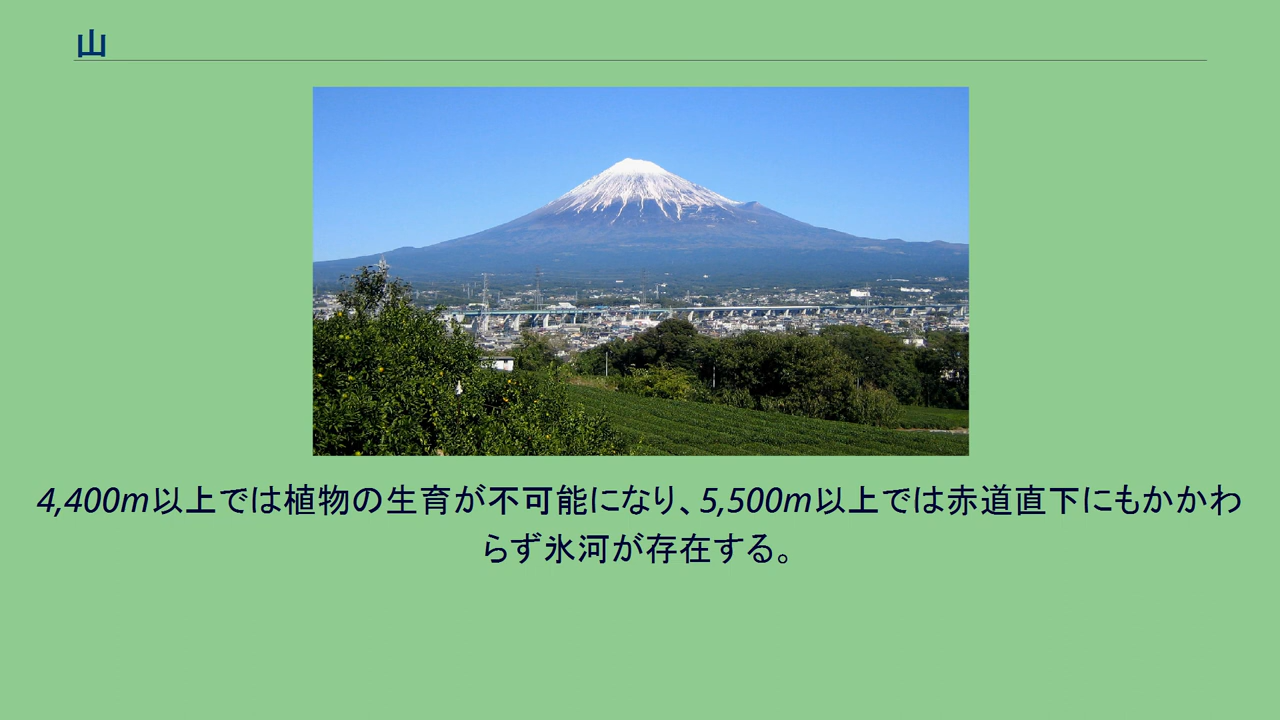 山
4,400m以上では植物の生育が不可能になり、5,500m以上では赤道直下にもかかわ
らず氷河が存在する。